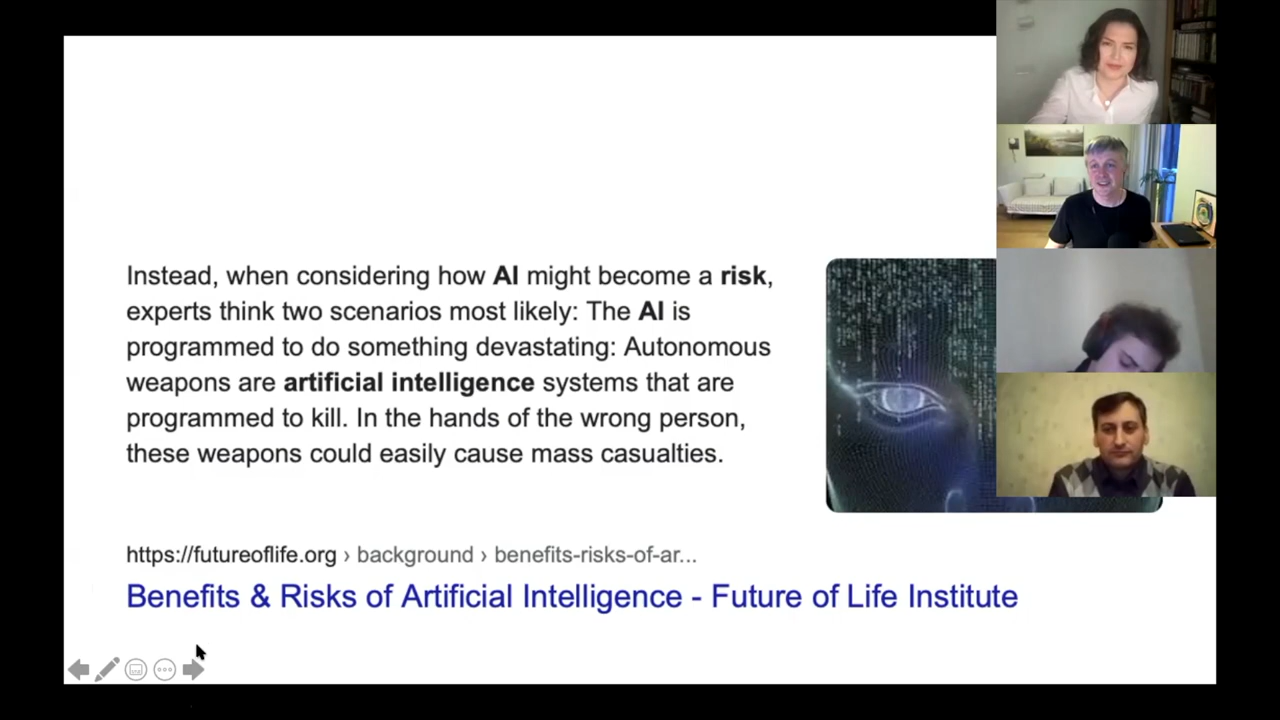 Instead, when considering how AI might become a risk,
experts think two scenarios most likely: The AI is
programmed to do something devastating: Autonomous
weapons are artificial intelligence systems that are
programmed to kill. In the hands of the wrong person,
these weapons could easily cause mass casualties.
https://futureoflife.org › background › benefits-risks-of-ar...
Benefits & Risks of Artificial Intelligence - Future of Life Institute